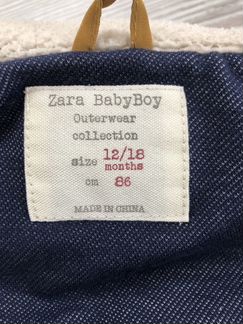 Zara BabyBoy
Outerwear
collection
size 12/18
months
cm 86
MADE IN CHINA